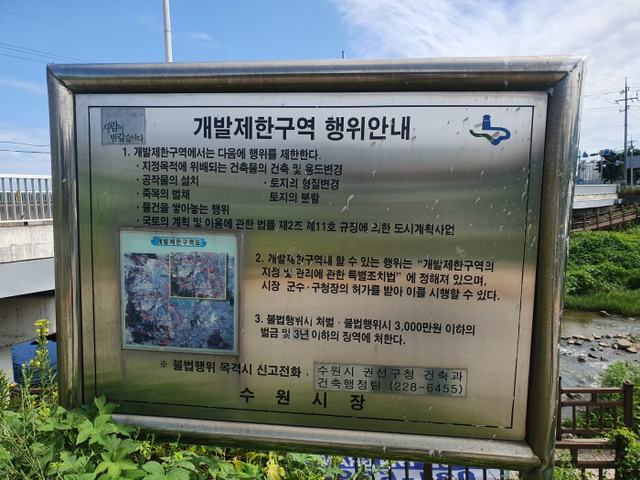 사람이
반갑습니다
개발제한구역 행위안내
1. 개발제한구역에서는 다음에 행위를 제한한다.
· 지정목적에 위배되는 건축물의 건축 및 용도변경
· 공작물의 설치 · 토지의 형질변경
· 죽목의 벌채 · 토지의 분할
· 물건을 쌓아놓는 행위
· 국토의 계획 및 이용에 관한 법률 제2조 제11호 규정에 의한 도시계획사업
개발제한구역도
2. 개발제한구역내 할 수 있는 행위는 "개발제한구역의
지정 및 관리에 관한 특별조치법" 에 정해져 있으며,
시장 군수·구청장의 허가를 받아 이를 시행할 수 있다.
3. 불법행위시 처벌 · 불법행위시 3,000만원 이하의
벌금 및 3년 이하의 징역에 처한다.
※ 불법행위 목격시 신고전화 : 수원시 권선구청 건축과
건축행정팀 (228-6455)
수원시장